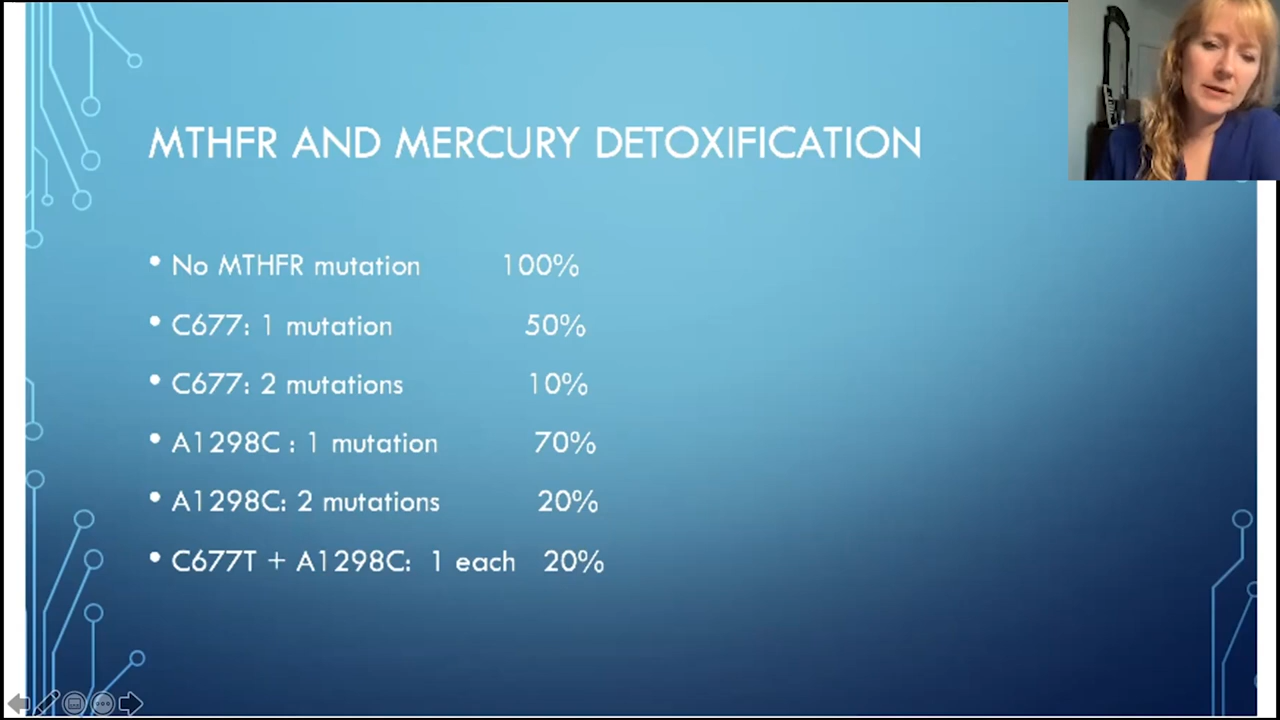 MTHFR AND MERCURY DETOXIFICATION
• No MTHFR mutation 100%
• C677: 1 mutation 50%
• C677: 2 mutations 10%
• A1298C : 1 mutation 70%
• A1298C: 2 mutations 20%
• C677T + A1298C: 1 each 20%